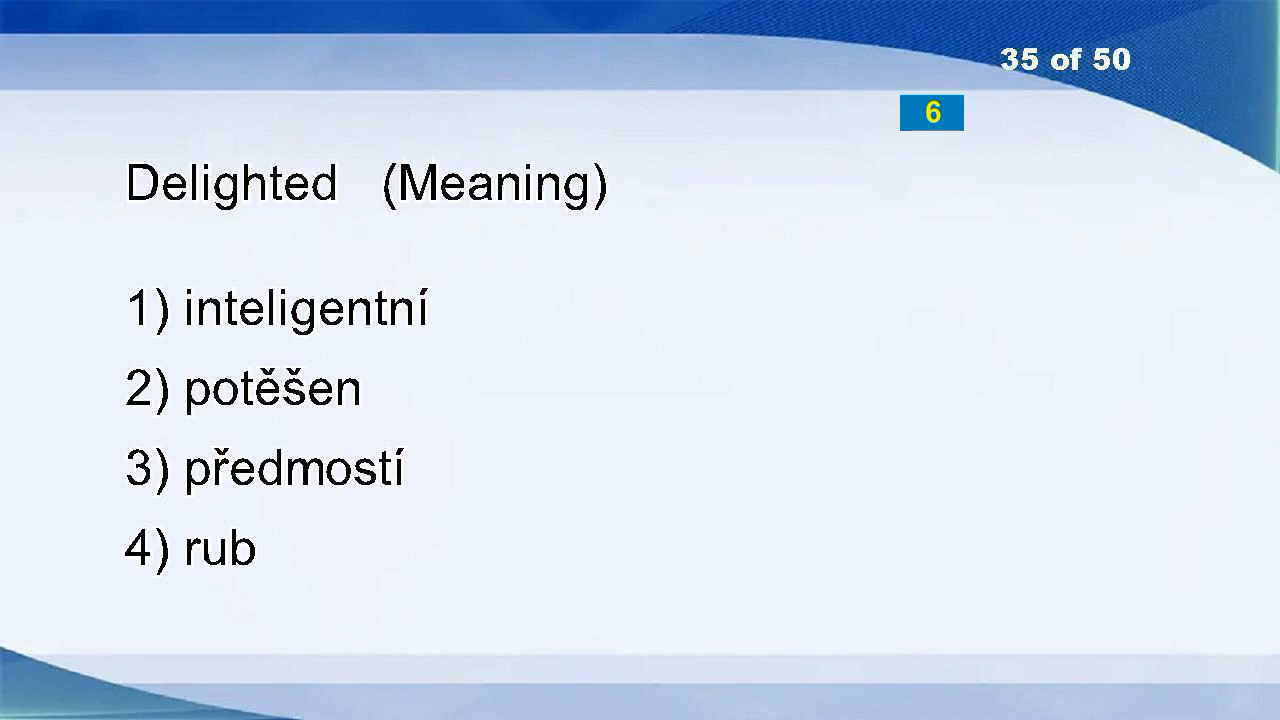 35 of 50
6
Delighted (Meaning)
1) inteligentní
2) potěšen
3) předmostí
4) rub